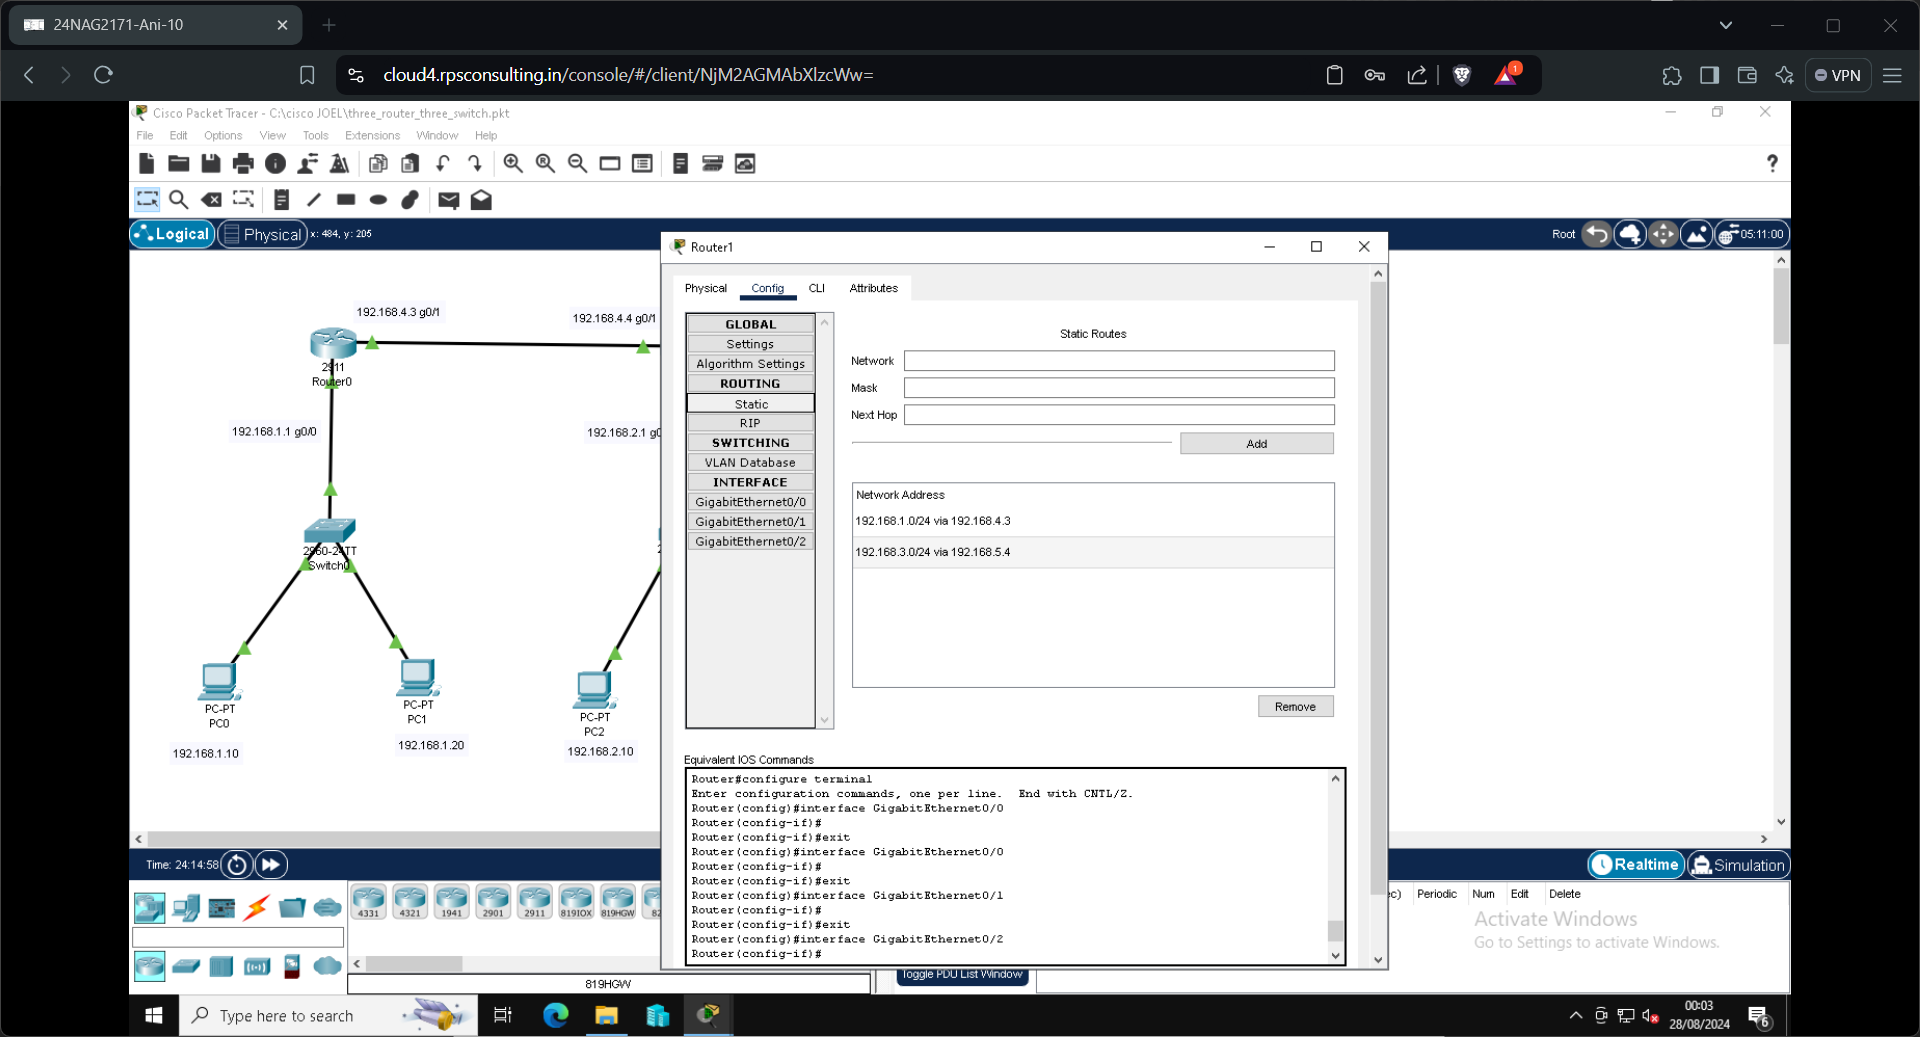 24NAG2171-Ani-10
cloud4.rpsconsulting.in/console/#/client/NjM2AGMAbXlzcWw=
1
VPN
Cisco Packet Tracer - C:\cisco JOEL\three_router_three_switch.pkt
File Edit Options View Tools Extensions Window Help
?
Logical Physical x: 484, y: 205
Root 05:11:00
Router1
Physical Config CLI Attributes
GLOBAL
Settings
Algorithm Settings
ROUTING
Static
RIP
SWITCHING
VLAN Database
INTERFACE
GigabitEthernet0/0
GigabitEthernet0/1
GigabitEthernet0/2
Static Routes
Network
Mask
Next Hop
Add
Network Address
192.168.1.0/24 via 192.168.4.3
192.168.3.0/24 via 192.168.5.4
Remove
Equivalent IOS Commands
Router#configure terminal
Enter configuration commands, one per line. End with CNTL/Z.
Router(config)#interface GigabitEthernet0/0
Router(config-if)#
Router(config-if)#exit
Router(config)#interface GigabitEthernet0/0
Router(config-if)#
Router(config-if)#exit
Router(config)#interface GigabitEthernet0/1
Router(config-if)#
Router(config-if)#exit
Router(config)#interface GigabitEthernet0/2
Router(config-if)#
192.168.4.3 g0/1
192.168.4.4 g0/1
2911
Router0
192.168.1.1 g0/0
192.168.2.1 g0
2960-24TT
Switch0
2
PC-PT
PC0
PC-PT
PC1
PC-PT
PC2
192.168.1.10
192.168.1.20
192.168.2.10
Time: 24:14:58
Realtime Simulation
4331 4321 1941 2901 2911 819IOX 819HGW 82
819HGW
ec) Periodic Num Edit Delete
Activate Windows
Go to Settings to activate Windows.
Toggle PDU List Window
Type here to search
00:03
28/08/2024
6